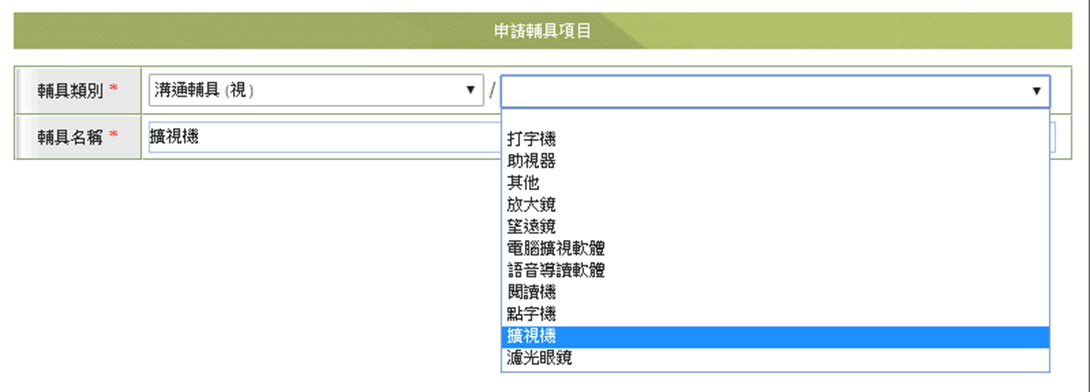 申請輔具項目
輔具類別 * 溝通輔具 (視) /
輔具名稱 * 擴視機
打字機
助視器
其他
放大鏡
望遠鏡
電腦擴視軟體
語音導讀軟體
閱讀機
點字機
擴視機
濾光眼鏡